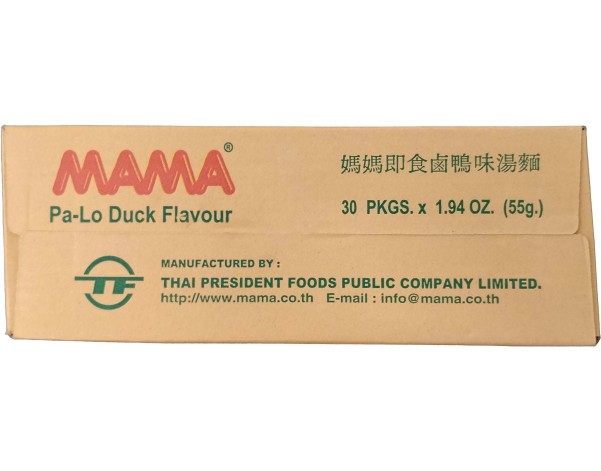 MAMA®
Pa-Lo Duck Flavour
媽媽即食鹵鴨味湯麵
30 PKGS. x 1.94 OZ. (55g.)
TF
MANUFACTURED BY :
THAI PRESIDENT FOODS PUBLIC COMPANY LIMITED.
http://www.mama.co.th E-mail : info@mama.co.th